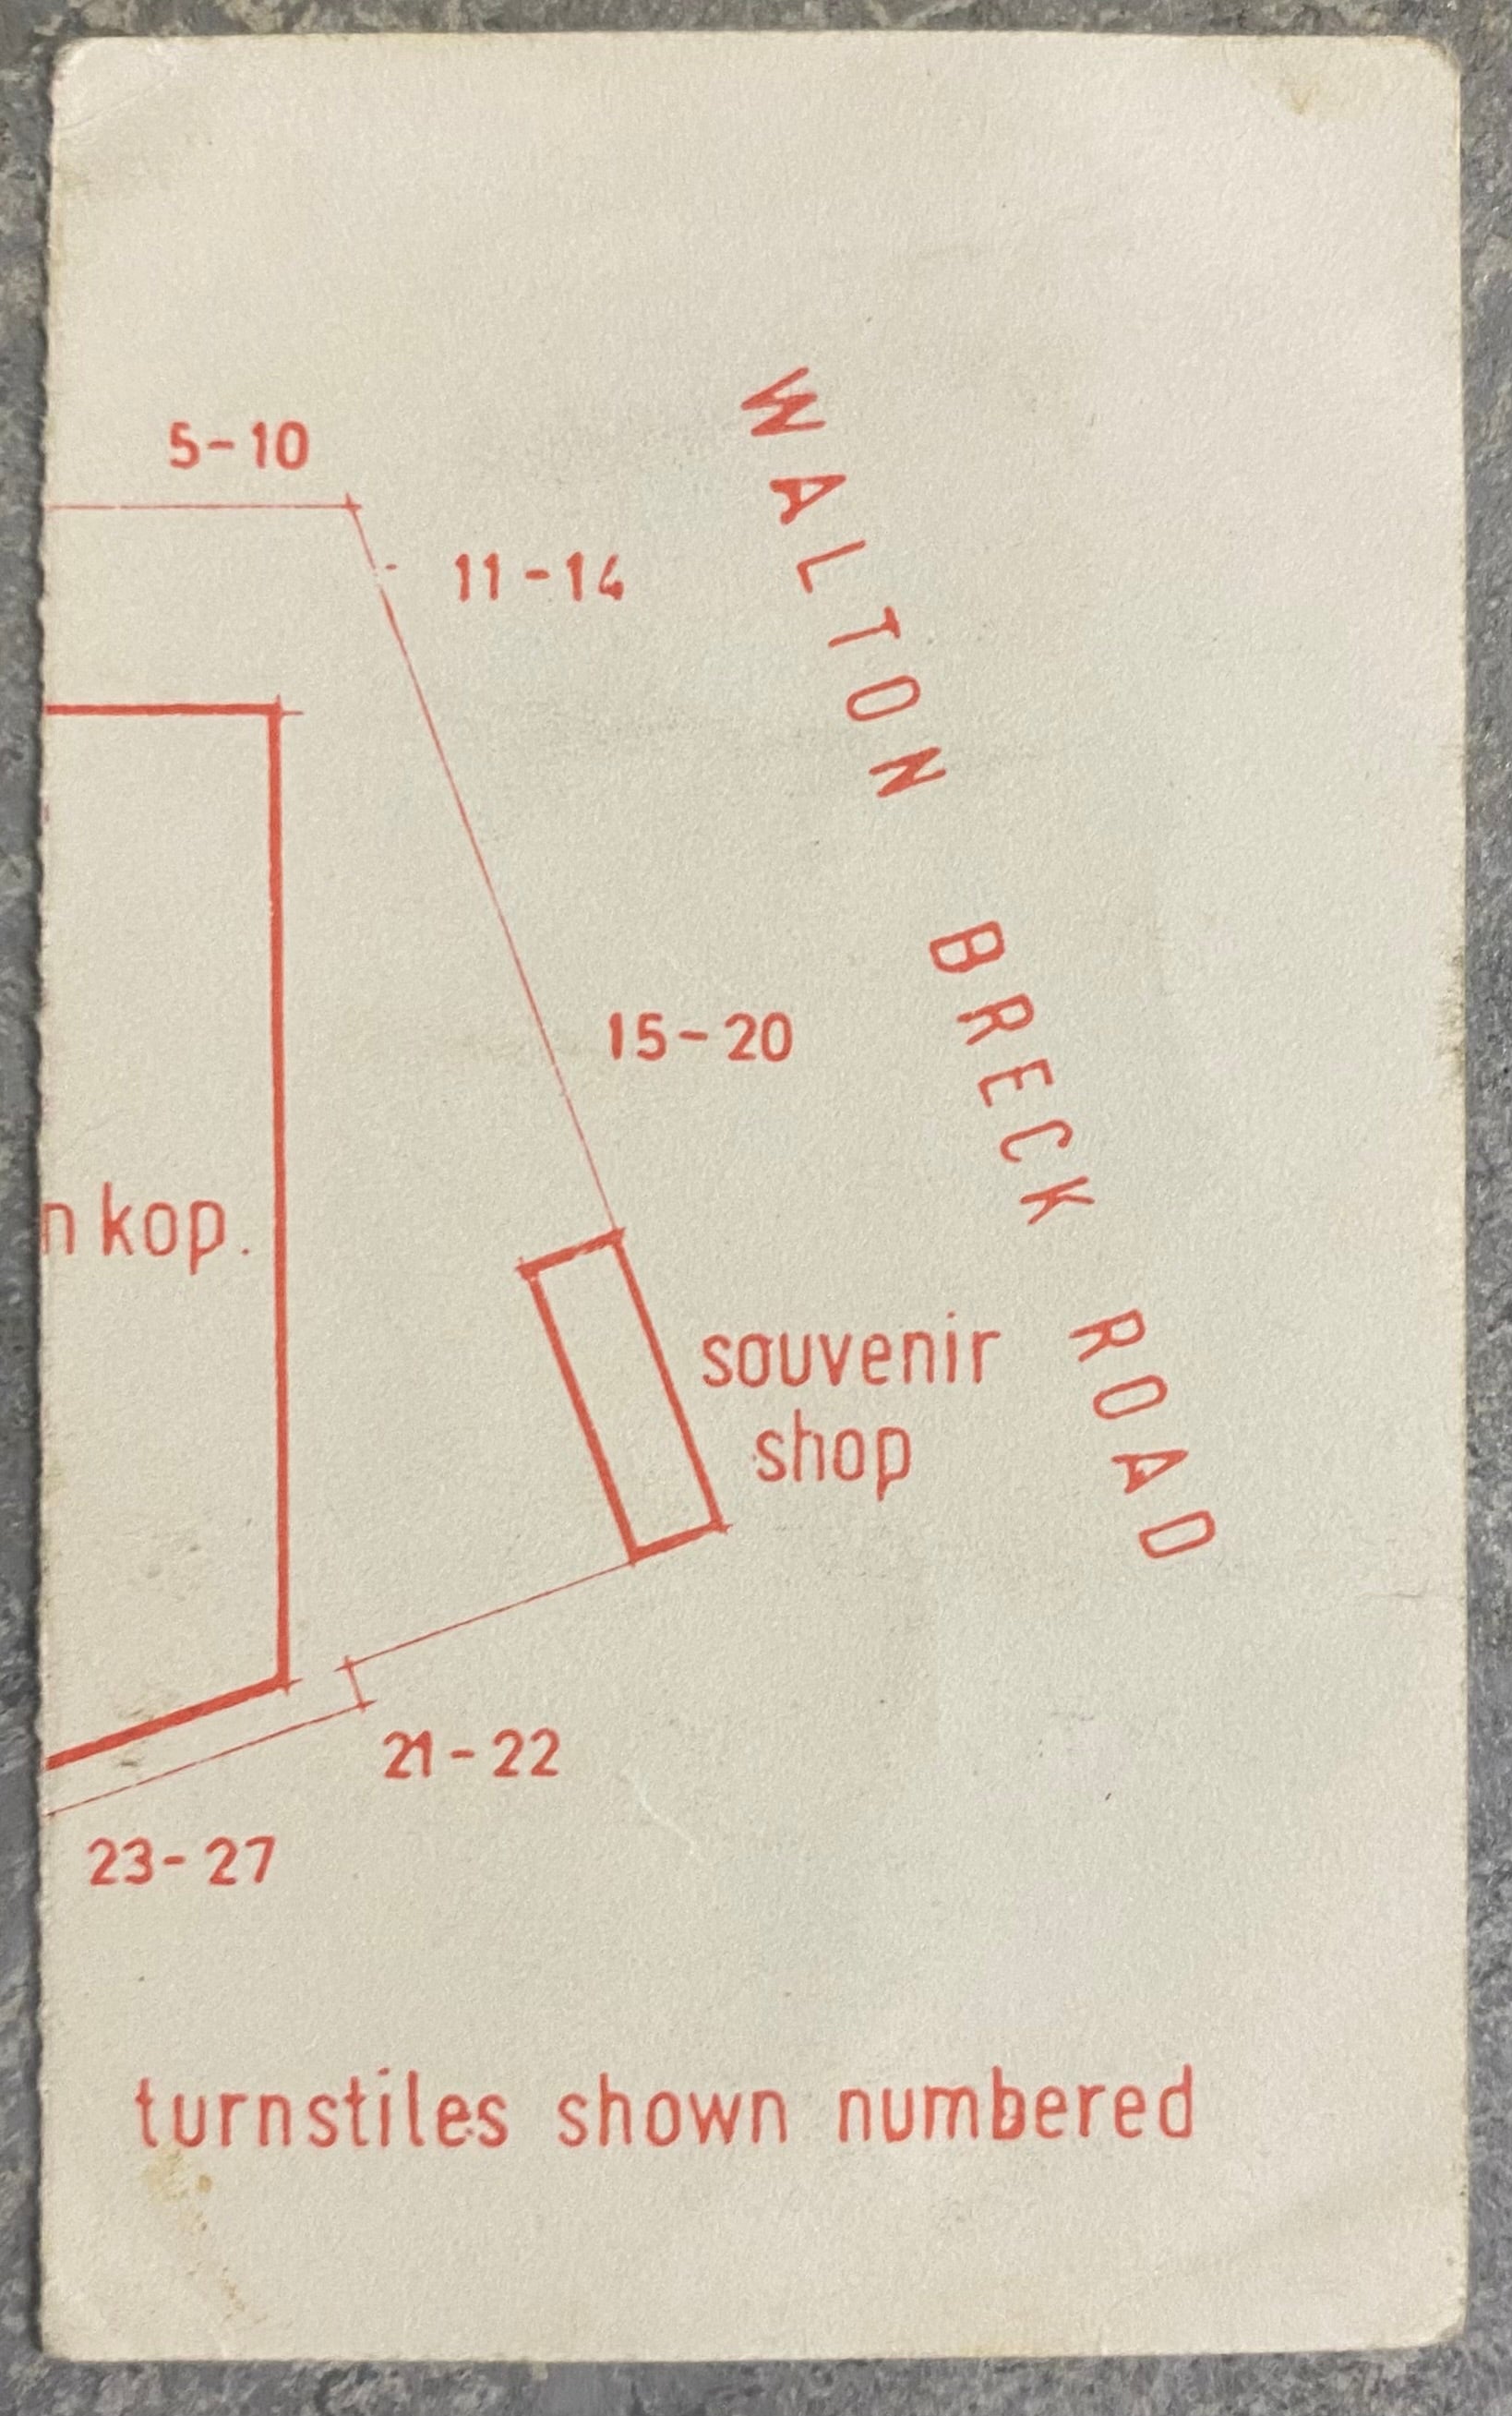 5-10
11-14
WALTON BRECK ROAD
15-20
n kop.
souvenir
shop
21-22
23-27
turnstiles shown numbered